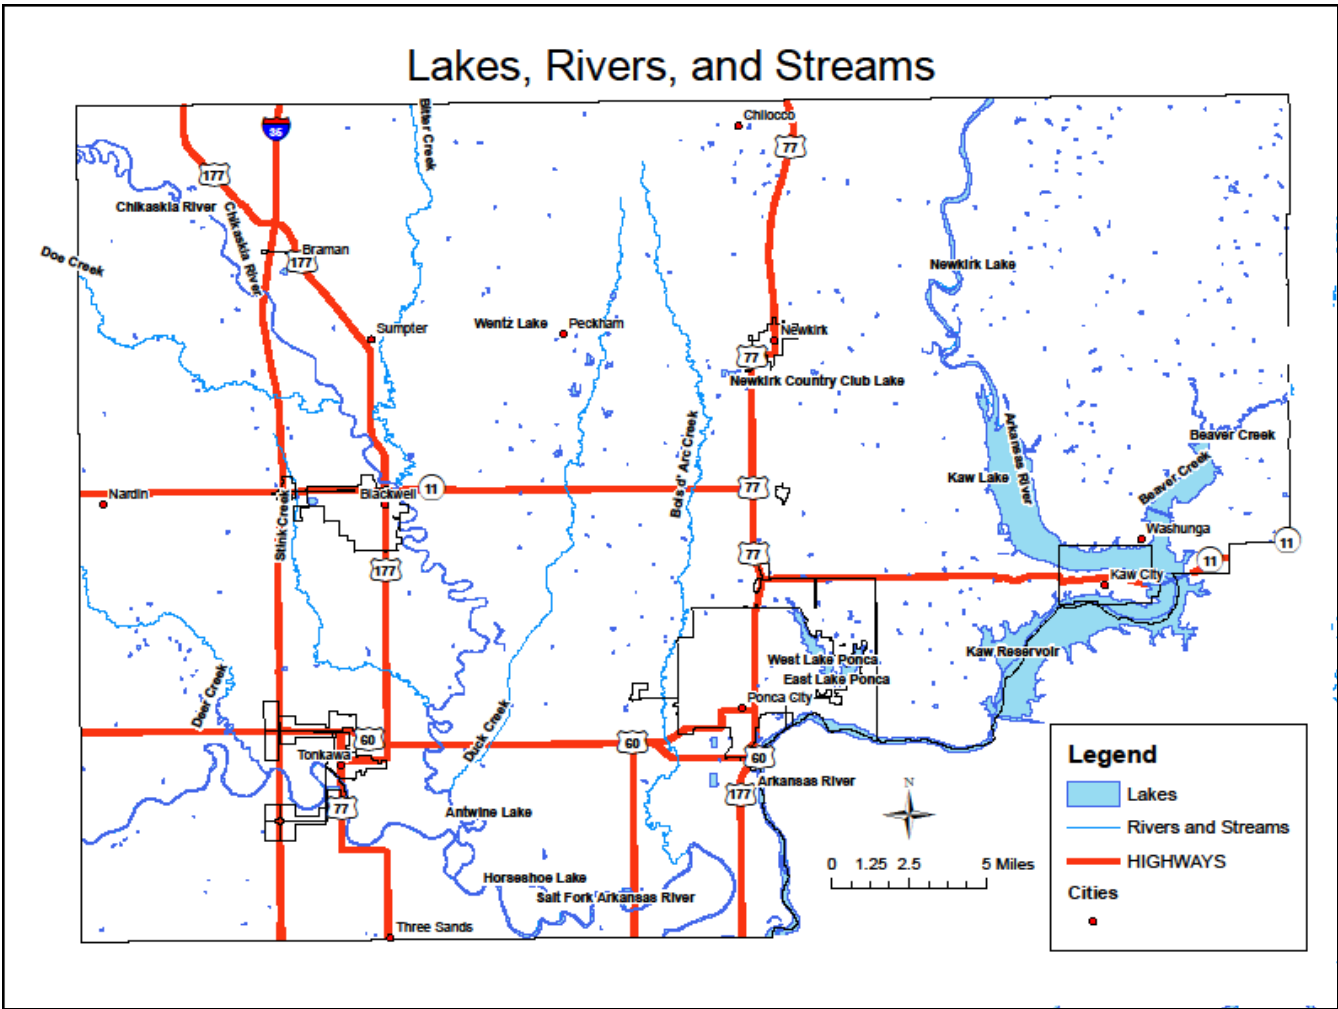 Lakes, Rivers, and Streams
Bitter Creek
Chilocco
35
77
177
Chikaskia River
Chikaskia River
Doe Creek
Braman
177
Newkirk Lake
Sumpter
Wentz Lake
Peckham
Newkirk
77
Newkirk Country Club Lake
Arkansas River
Bois d' Arc Creek
Beaver Creek
Beaver Creek
Kaw Lake
Nardin
Blackwell
11
77
Stink Creek
Washunga
11
77
11
177
Kaw City
Kaw Reservoir
West Lake Ponca
East Lake Ponca
Deer Creek
Ponca City
Duck Creek
60
60
60
Tonkawa
Arkansas River
177
77
Antwine Lake
N
Horseshoe Lake
Salt Fork Arkansas River
Three Sands
0 1.25 2.5 5 Miles
Legend
Lakes
Rivers and Streams
HIGHWAYS
Cities